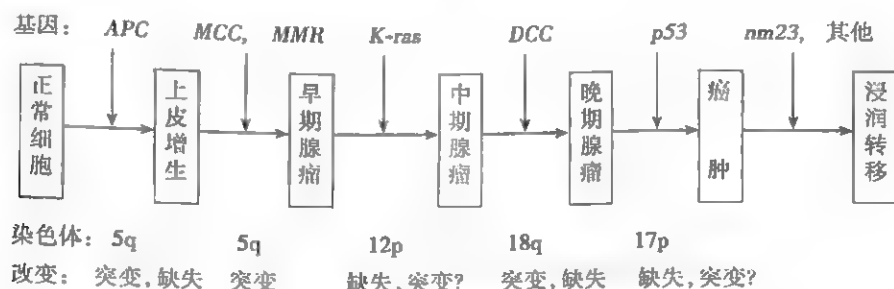 基因： APC MCC, MMR K-ras DCC p53 nm23, 其他
正常细胞 上皮增生 早期腺瘤 中期腺瘤 晚期腺瘤 癌肿 浸润转移
染色体： 5q 5q 12p 18q 17p
改变： 突变,缺失 突变 缺失,突变? 突变,缺失 缺失,突变?